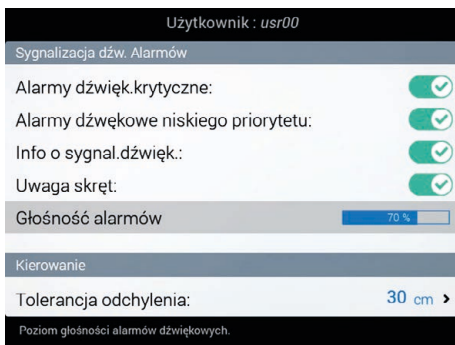 Użytkownik : usr00
Sygnalizacja dźw. Alarmów
Alarmy dźwięk.krytyczne:
Alarmy dźwękowe niskiego priorytetu:
Info o sygnal.dźwięk.:
Uwaga skręt:
Głośność alarmów 70 %
Kierowanie
Tolerancja odchylenia: 30 cm >
Poziom głośności alarmów dźwiękowych.